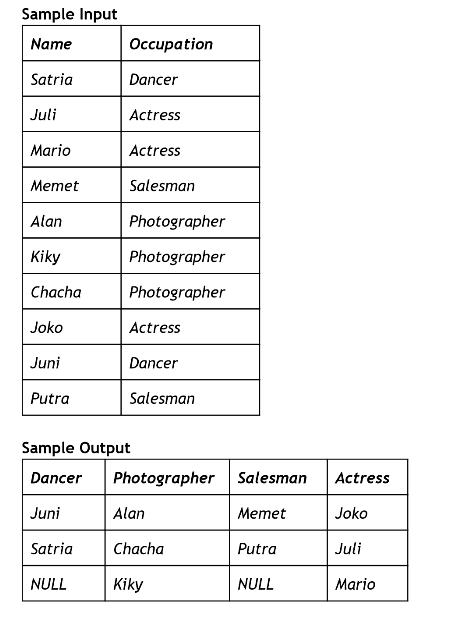 Sample Input
Name Occupation
Satria Dancer
Juli Actress
Mario Actress
Memet Salesman
Alan Photographer
Kiky Photographer
Chacha Photographer
Joko Actress
Juni Dancer
Putra Salesman
Sample Output
Dancer Photographer Salesman Actress
Juni Alan Memet Joko
Satria Chacha Putra Juli
NULL Kiky NULL Mario